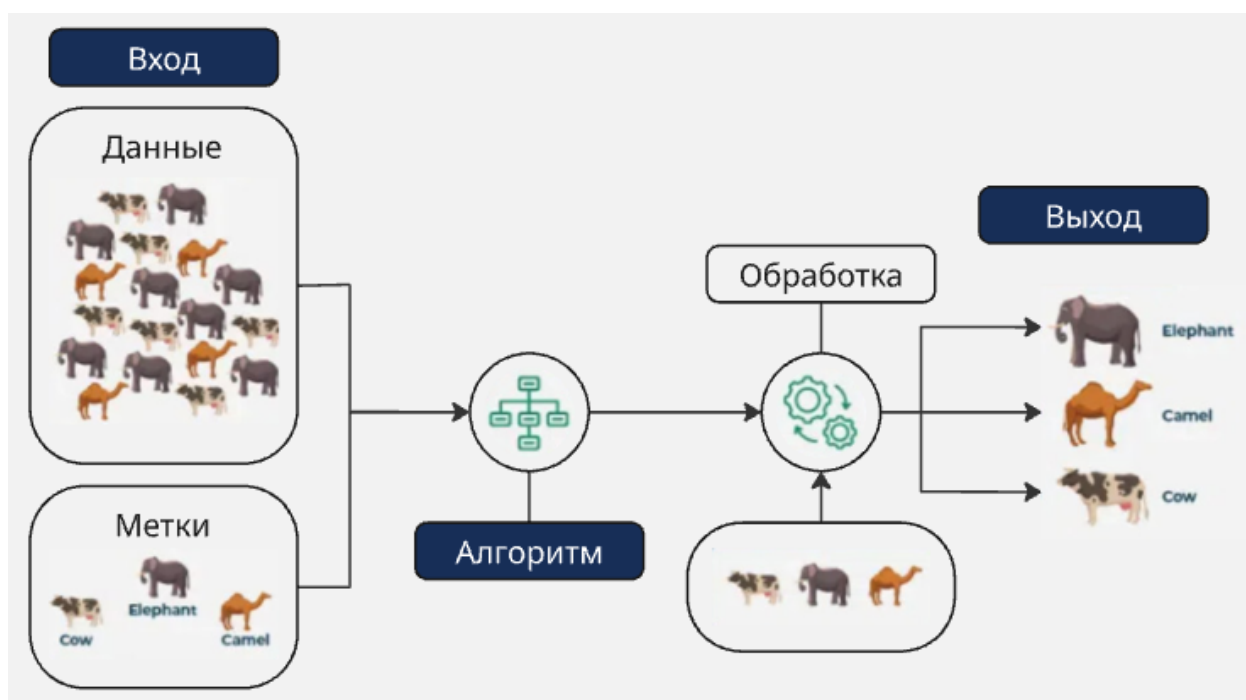 Вход
Данные
Метки
Elephant
Cow
Camel
Алгоритм
Обработка
Выход
Elephant
Camel
Cow